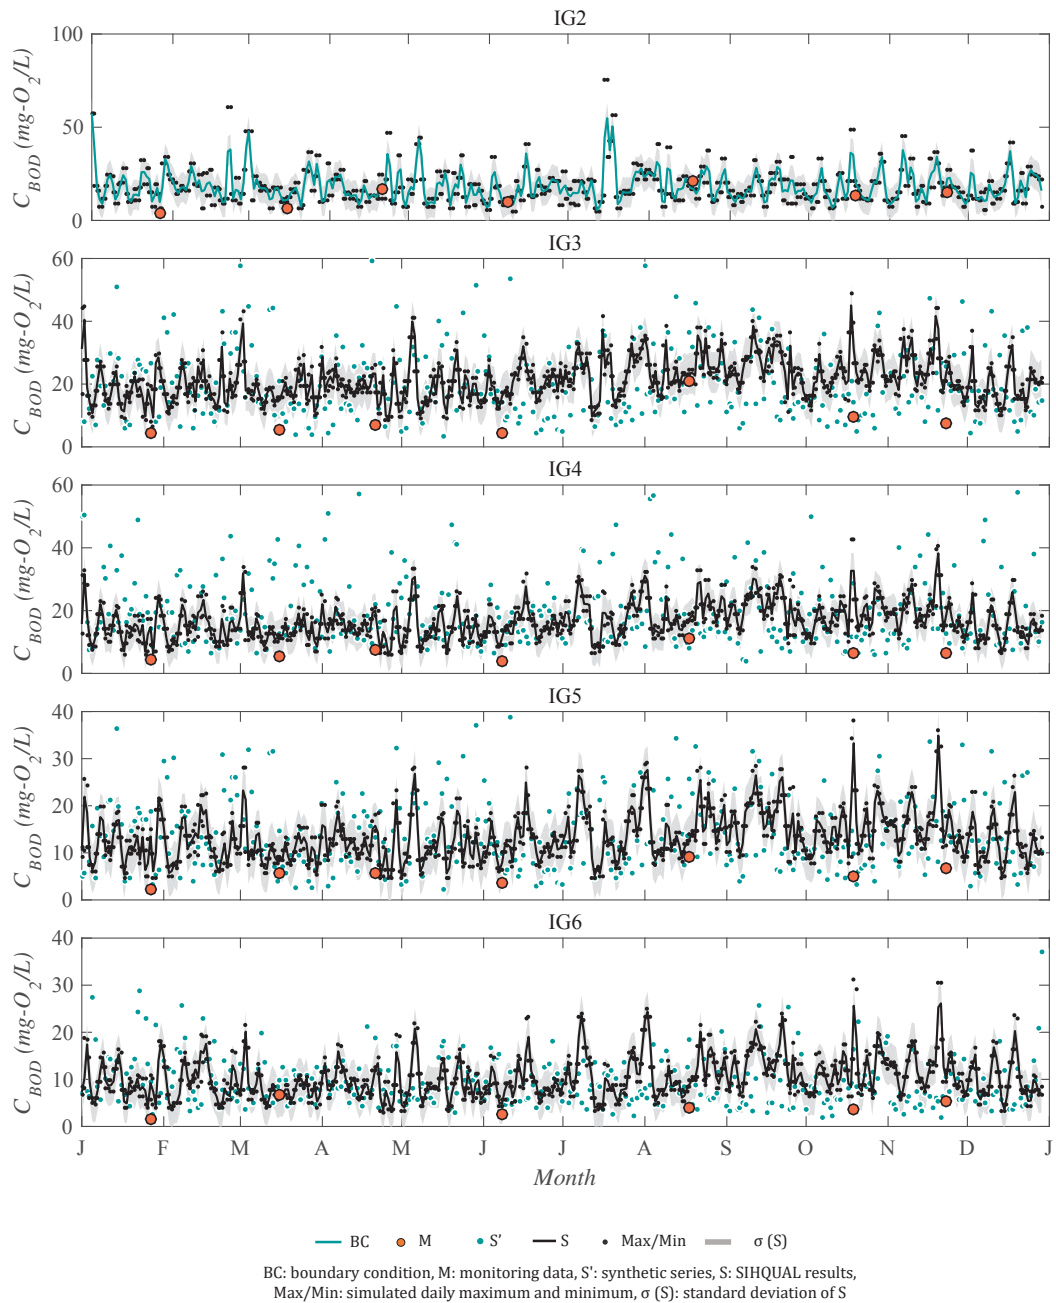 IG2
100
50
0
C_BOD (mg-O_2/L)
IG3
60
40
20
0
C_BOD (mg-O_2/L)
IG4
60
40
20
0
C_BOD (mg-O_2/L)
IG5
40
30
20
10
0
C_BOD (mg-O_2/L)
IG6
40
30
20
10
0
C_BOD (mg-O_2/L)
J F M A M J J A S O N D J
Month
BC M S' S Max/Min σ (S)
BC: boundary condition, M: monitoring data, S': synthetic series, S: SIHQUAL results,
Max/Min: simulated daily maximum and minimum, σ (S): standard deviation of S